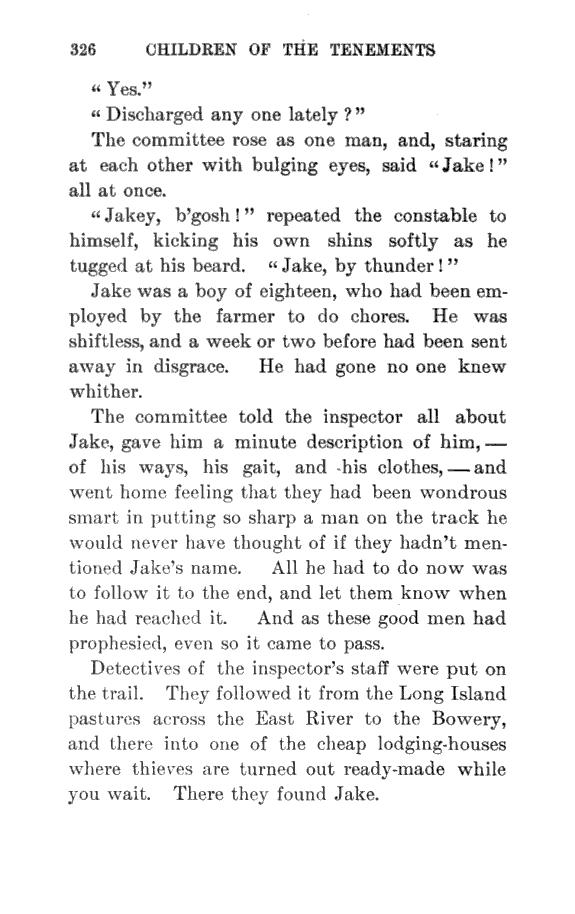 326 CHILDREN OF THE TENEMENTS
“ Yes.”
“ Discharged any one lately ? ”
The committee rose as one man, and, staring
at each other with bulging eyes, said “ Jake ! ”
all at once.
“ Jakey, b’gosh ! ” repeated the constable to
himself, kicking his own shins softly as he
tugged at his beard. “ Jake, by thunder ! ”
Jake was a boy of eighteen, who had been em-
ployed by the farmer to do chores. He was
shiftless, and a week or two before had been sent
away in disgrace. He had gone no one knew
whither.
The committee told the inspector all about
Jake, gave him a minute description of him, —
of his ways, his gait, and his clothes, — and
went home feeling that they had been wondrous
smart in putting so sharp a man on the track he
would never have thought of if they hadn’t men-
tioned Jake’s name. All he had to do now was
to follow it to the end, and let them know when
he had reached it. And as these good men had
prophesied, even so it came to pass.
Detectives of the inspector’s staff were put on
the trail. They followed it from the Long Island
pastures across the East River to the Bowery,
and there into one of the cheap lodging-houses
where thieves are turned out ready-made while
you wait. There they found Jake.